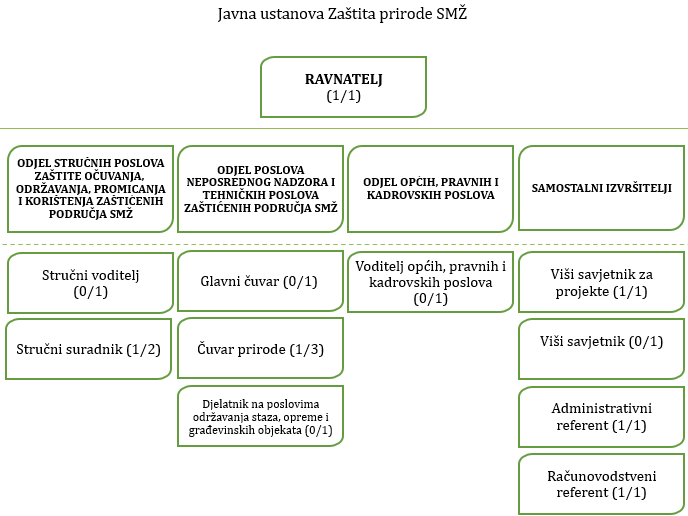 Javna ustanova Zaštita prirode SMŽ
RAVNATELJ
(1/1)
ODJEL STRUČNIH POSLOVA
ZAŠTITE OČUVANJA,
ODRŽAVANJA, PROMICANJA
I KORIŠTENJA ZAŠTIĆENIH
PODRUČJA SMŽ
ODJEL POSLOVA
NEPOSREDNOG NADZORA I
TEHNIČKIH POSLOVA
ZAŠTIĆENIH PODRUČJA SMŽ
ODJEL OPĆIH, PRAVNIH I
KADROVSKIH POSLOVA
SAMOSTALNI IZVRŠITELJI
Stručni voditelj
(0/1)
Stručni suradnik (1/2)
Glavni čuvar (0/1)
Čuvar prirode (1/3)
Djelatnik na poslovima
održavanja staza, opreme i
građevinskih objekata (0/1)
Voditelj općih, pravnih i
kadrovskih poslova
(0/1)
Viši savjetnik za
projekte (1/1)
Viši savjetnik (0/1)
Administrativni
referent (1/1)
Računovodstveni
referent (1/1)